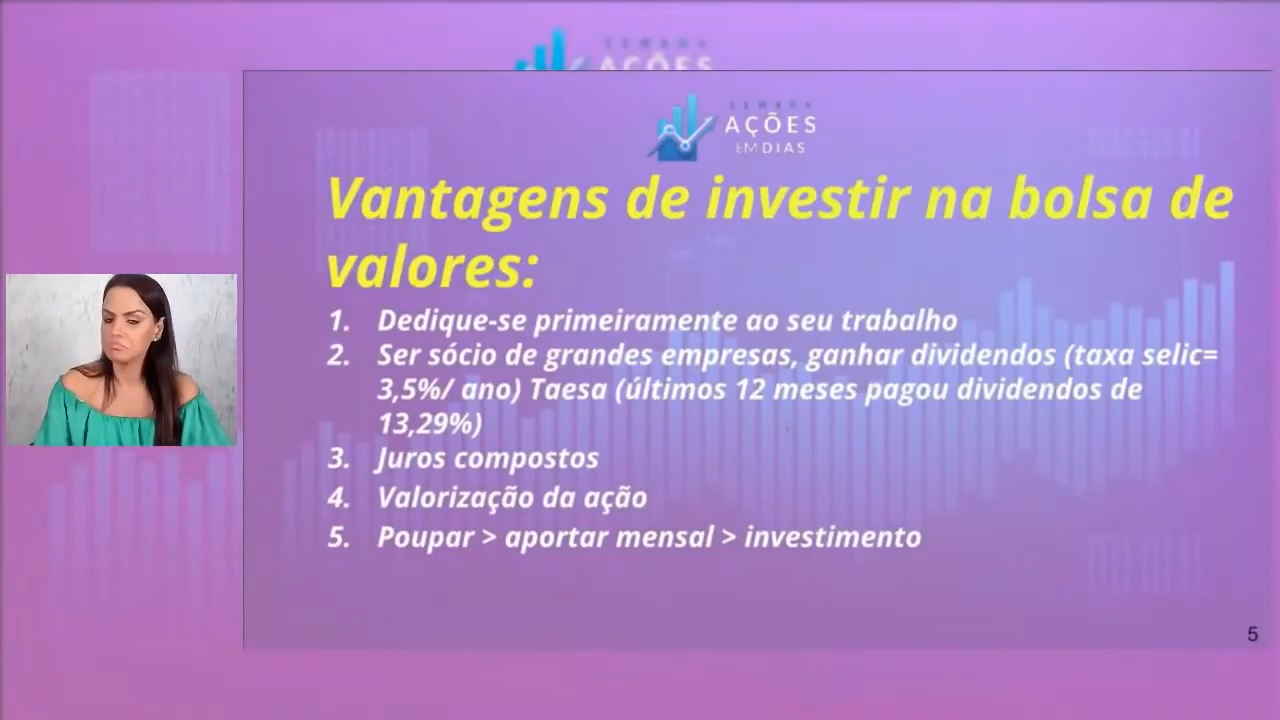 AÇÕES
SEMANA
AÇÕES
EM DIAS
Vantagens de investir na bolsa de
valores:
1. Dedique-se primeiramente ao seu trabalho
2. Ser sócio de grandes empresas, ganhar dividendos (taxa selic=
3,5%/ ano) Taesa (últimos 12 meses pagou dividendos de
13,29%)
3. Juros compostos
4. Valorização da ação
5. Poupar > aportar mensal > investimento
5